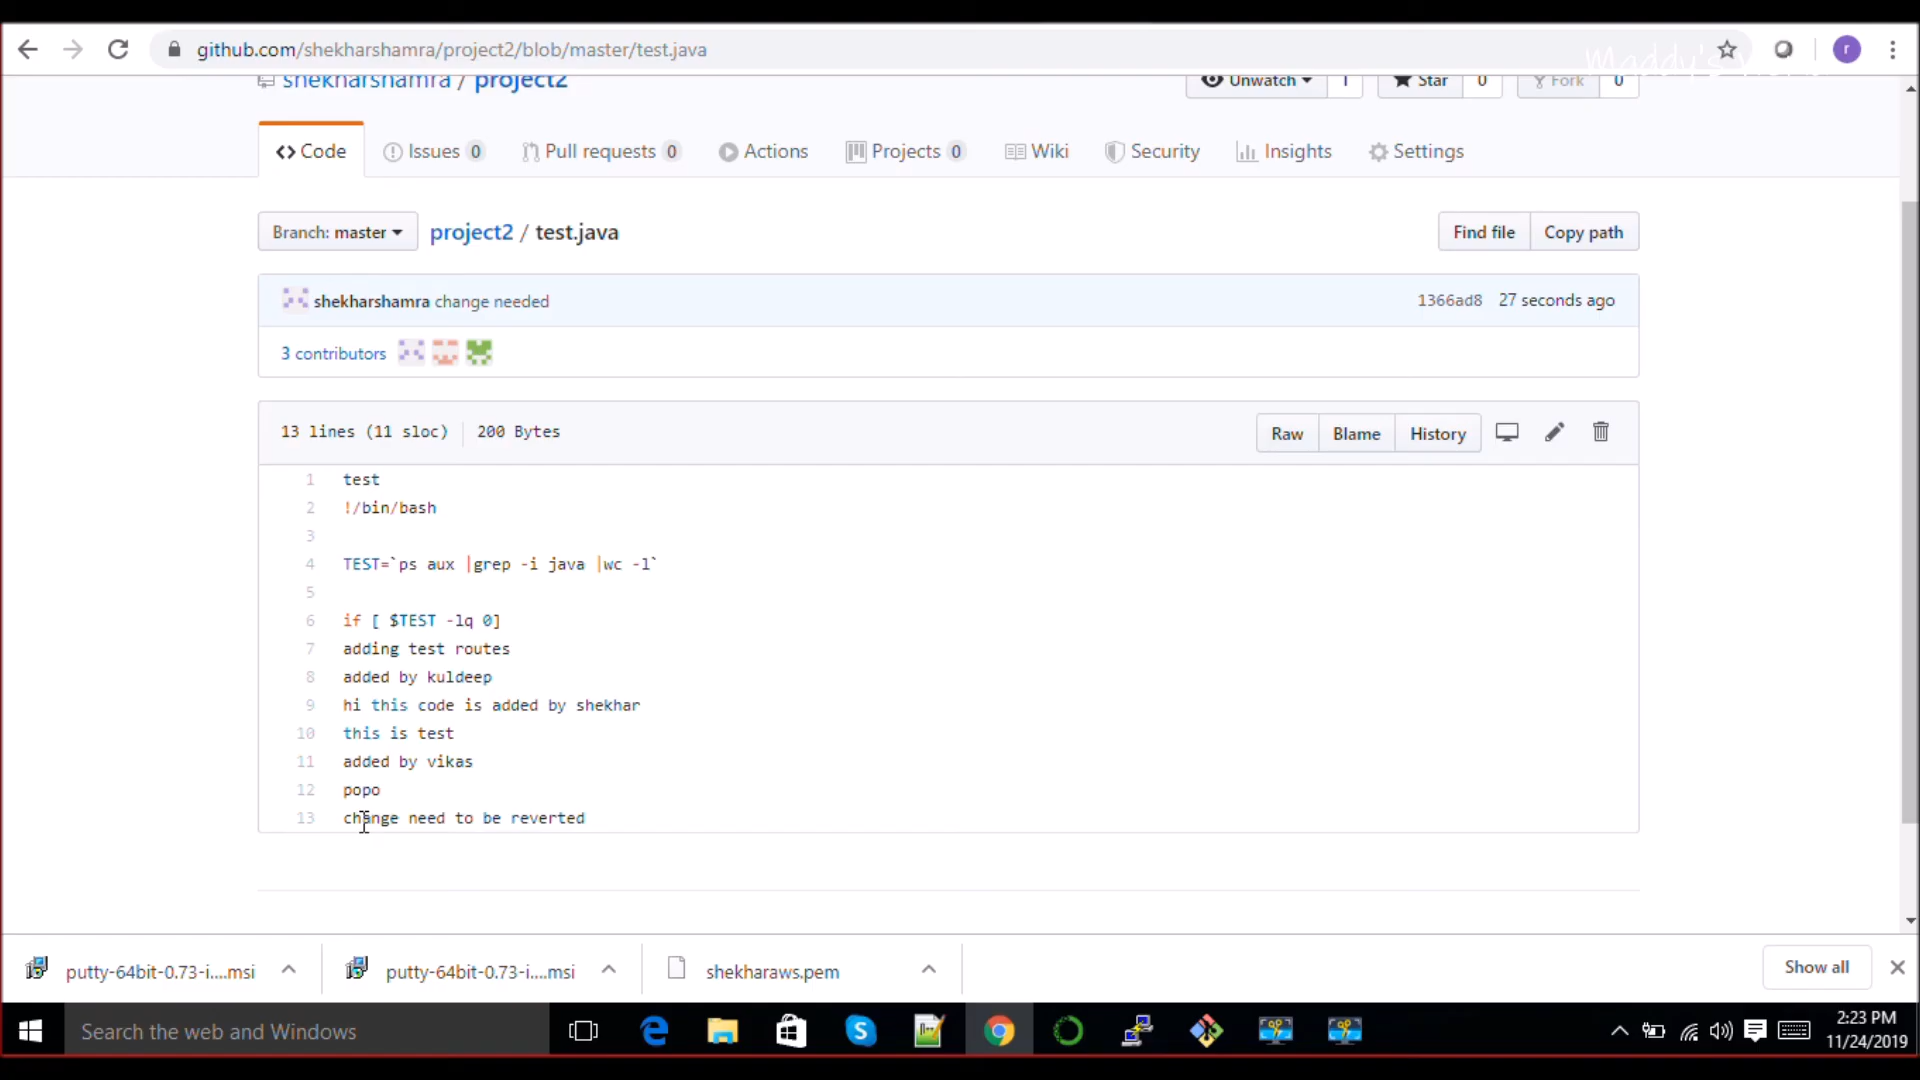 github.com/shekharshamra/project2/blob/master/test.java
Maddy's
shekharshamra / project2
Unwatch 1 Star 0 Fork 0
Code Issues 0 Pull requests 0 Actions Projects 0 Wiki Security Insights Settings
Branch: master project2 / test.java Find file Copy path
shekharshamra change needed 1366ad8 27 seconds ago
3 contributors
13 lines (11 sloc) 200 Bytes Raw Blame History
1 test
2 !/bin/bash
3
4 TEST=`ps aux |grep -i java |wc -l`
5
6 if [ $TEST -lq 0]
7 adding test routes
8 added by kuldeep
9 hi this code is added by shekhar
10 this is test
11 added by vikas
12 popo
13 change need to be reverted
putty-64bit-0.73-i....msi putty-64bit-0.73-i....msi shekharaws.pem Show all
Search the web and Windows
2:23 PM
11/24/2019